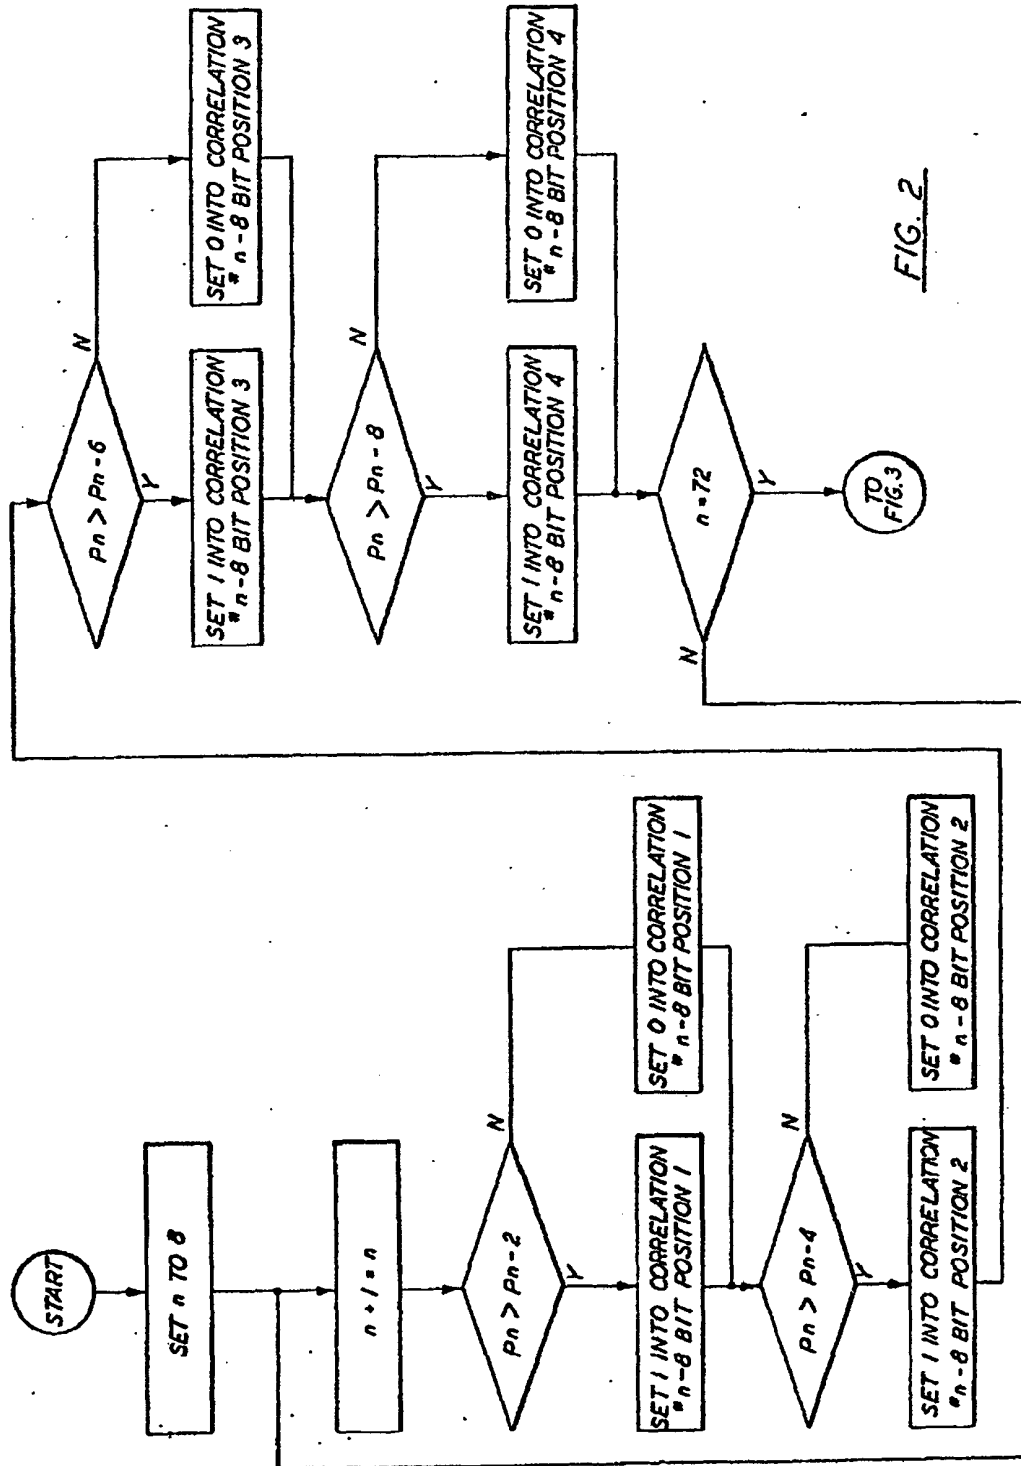 START
SET n TO 8
n + 1 = n
Pn > Pn-2
N
Y
SET 1 INTO CORRELATION
#n-8 BIT POSITION 1
SET 0 INTO CORRELATION
#n-8 BIT POSITION 1
Pn > Pn-4
N
Y
SET 1 INTO CORRELATION
#n-8 BIT POSITION 2
SET 0 INTO CORRELATION
#n-8 BIT POSITION 2
Pn > Pn-6
N
Y
SET 1 INTO CORRELATION
#n-8 BIT POSITION 3
SET 0 INTO CORRELATION
#n-8 BIT POSITION 3
Pn > Pn-8
N
Y
SET 1 INTO CORRELATION
#n-8 BIT POSITION 4
SET 0 INTO CORRELATION
#n-8 BIT POSITION 4
n=72
N
Y
TO
FIG.3
FIG. 2